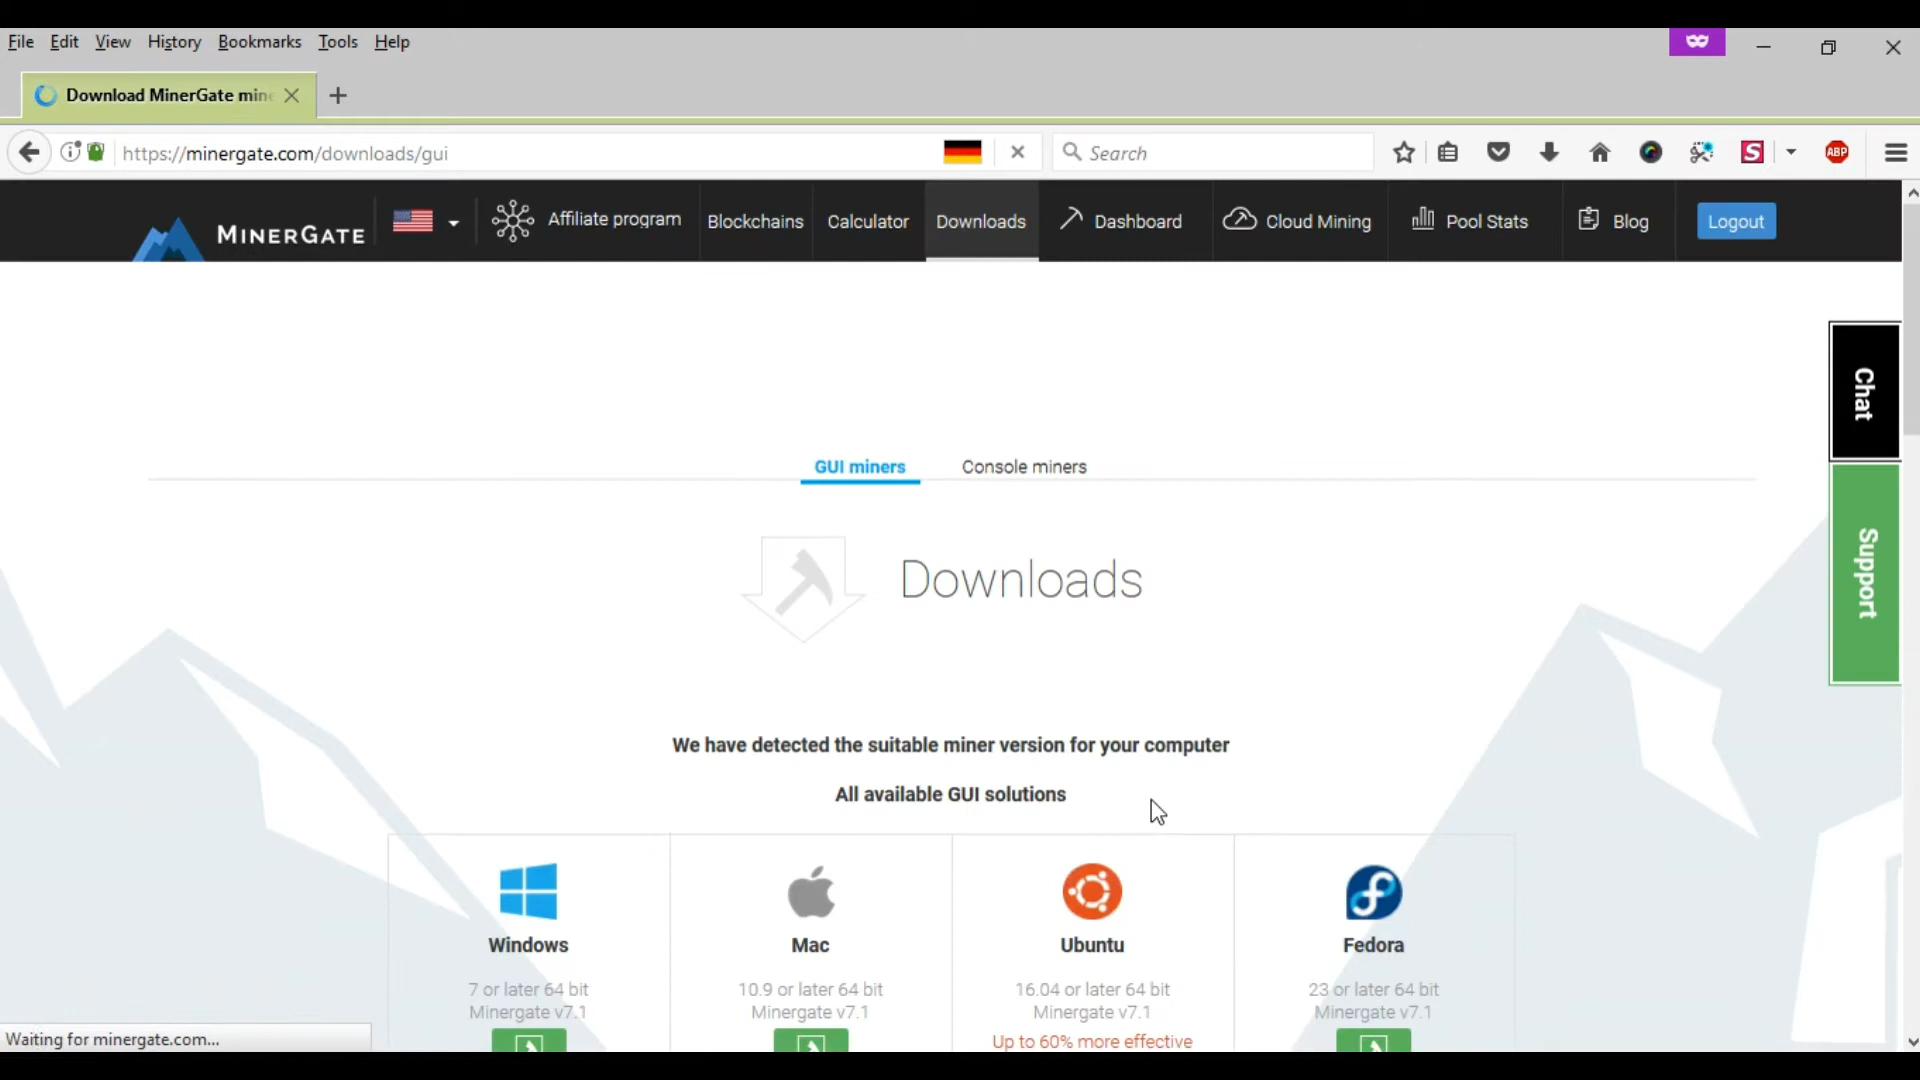 File Edit View History Bookmarks Tools Help
Download MinerGate mine
https://minergate.com/downloads/gui
Search
ABP
MINERGATE
Affiliate program
Blockchains
Calculator
Downloads
Dashboard
Cloud Mining
Pool Stats
Blog
Logout
Chat
Support
GUI miners
Console miners
Downloads
We have detected the suitable miner version for your computer
All available GUI solutions
Windows
7 or later 64 bit
Minergate v7.1
Mac
10.9 or later 64 bit
Minergate v7.1
Ubuntu
16.04 or later 64 bit
Minergate v7.1
Up to 60% more effective
Fedora
23 or later 64 bit
Minergate v7.1
Waiting for minergate.com...